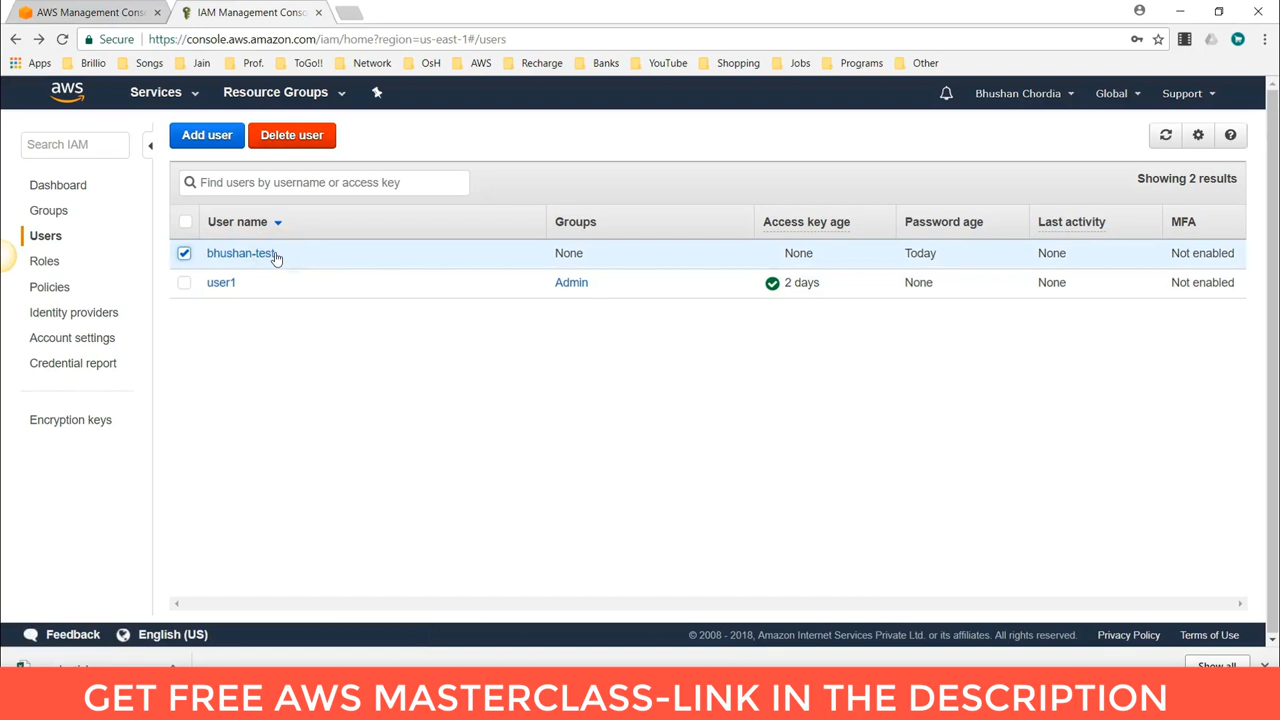 AWS Management Cons
IAM Management Conso
Secure
https://console.aws.amazon.com/iam/home?region=us-east-1#/users
Apps Brillio Songs Jain Prof. ToGo!! Network OsH AWS Recharge Banks YouTube Shopping Jobs Programs Other
aws Services Resource Groups Bhushan Chordia Global Support
Search IAM
Add user Delete user
Find users by username or access key
Showing 2 results
Dashboard
Groups
Users
Roles
Policies
Identity providers
Account settings
Credential report
Encryption keys
User name Groups Access key age Password age Last activity MFA
bhushan-test None None Today None Not enabled
user1 Admin 2 days None None Not enabled
Feedback English (US) © 2008 - 2018, Amazon Internet Services Private Ltd. or its affiliates. All rights reserved. Privacy Policy Terms of Use
Show all
GET FREE AWS MASTERCLASS-LINK IN THE DESCRIPTION